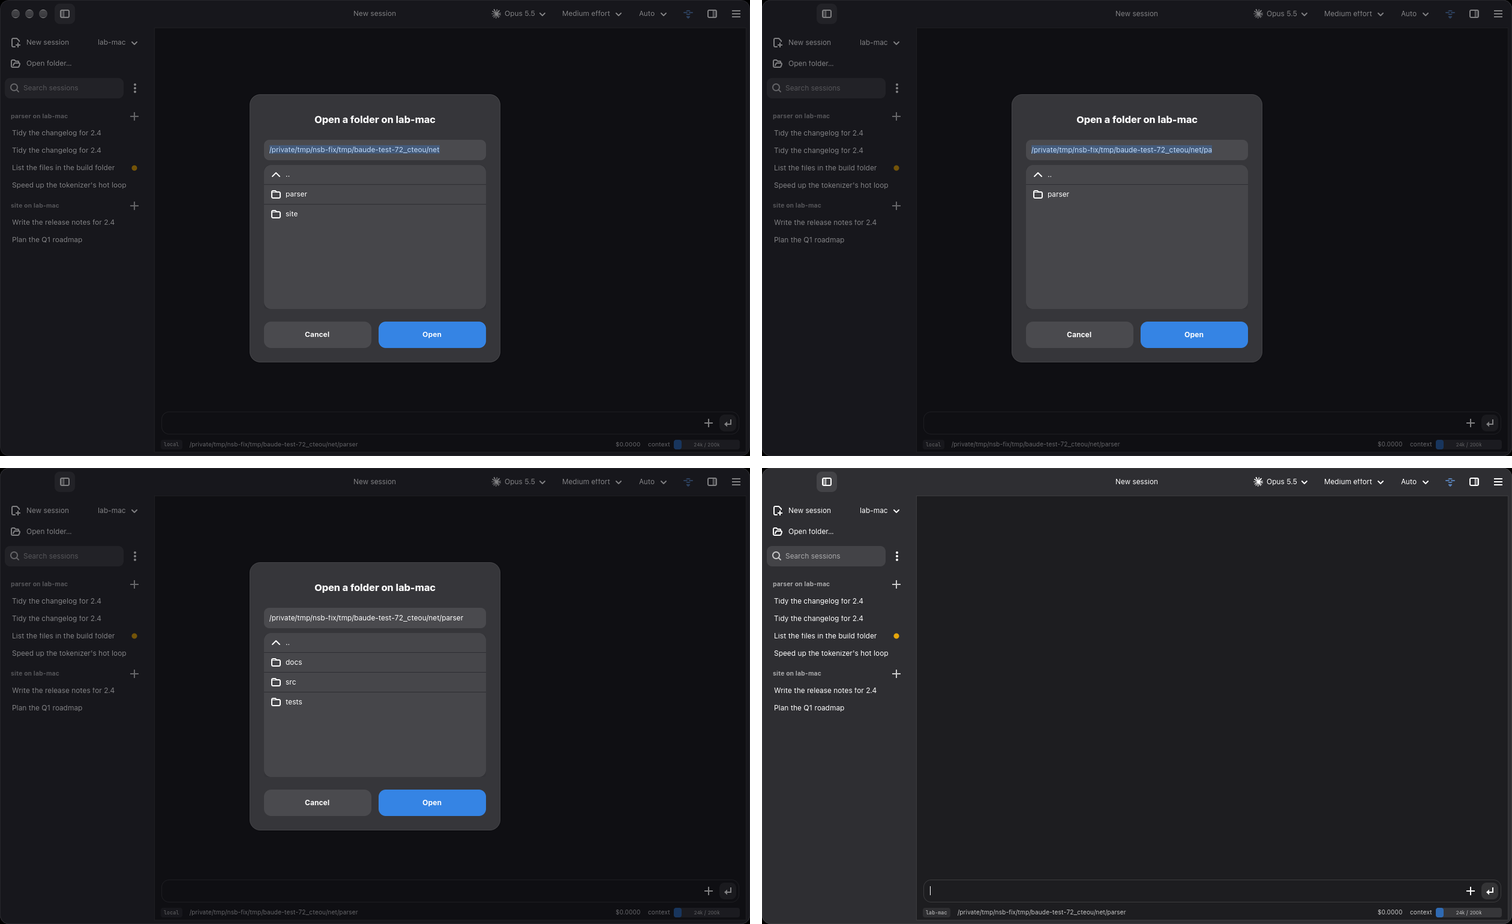 New session
Opus 5.5
Medium effort
Auto
New session
lab-mac
Open folder...
Search sessions
parser on lab-mac
Tidy the changelog for 2.4
Tidy the changelog for 2.4
List the files in the build folder
Speed up the tokenizer's hot loop
site on lab-mac
Write the release notes for 2.4
Plan the Q1 roadmap
Open a folder on lab-mac
/private/tmp/nsb-fix/tmp/baude-test-72_cteou/net
..
parser
site
Cancel
Open
local
/private/tmp/nsb-fix/tmp/baude-test-72_cteou/net/parser
$0.0000
context
24k / 200k
New session
Opus 5.5
Medium effort
Auto
New session
lab-mac
Open folder...
Search sessions
parser on lab-mac
Tidy the changelog for 2.4
Tidy the changelog for 2.4
List the files in the build folder
Speed up the tokenizer's hot loop
site on lab-mac
Write the release notes for 2.4
Plan the Q1 roadmap
Open a folder on lab-mac
/private/tmp/nsb-fix/tmp/baude-test-72_cteou/net/pa
..
parser
Cancel
Open
local
/private/tmp/nsb-fix/tmp/baude-test-72_cteou/net/parser
$0.0000
context
24k / 200k
New session
Opus 5.5
Medium effort
Auto
New session
lab-mac
Open folder...
Search sessions
parser on lab-mac
Tidy the changelog for 2.4
Tidy the changelog for 2.4
List the files in the build folder
Speed up the tokenizer's hot loop
site on lab-mac
Write the release notes for 2.4
Plan the Q1 roadmap
Open a folder on lab-mac
/private/tmp/nsb-fix/tmp/baude-test-72_cteou/net/parser
..
docs
src
tests
Cancel
Open
local
/private/tmp/nsb-fix/tmp/baude-test-72_cteou/net/parser
$0.0000
context
24k / 200k
New session
Opus 5.5
Medium effort
Auto
New session
lab-mac
Open folder...
Search sessions
parser on lab-mac
Tidy the changelog for 2.4
Tidy the changelog for 2.4
List the files in the build folder
Speed up the tokenizer's hot loop
site on lab-mac
Write the release notes for 2.4
Plan the Q1 roadmap
lab-mac
/private/tmp/nsb-fix/tmp/baude-test-72_cteou/net/parser
$0.0000
context
24k / 200k